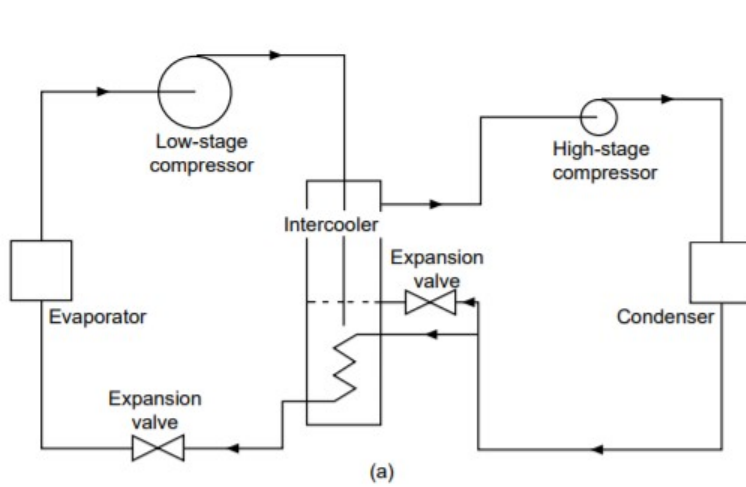 Low-stage
compressor
High-stage
compressor
Intercooler
Expansion
valve
Evaporator
Condenser
Expansion
valve
(a)